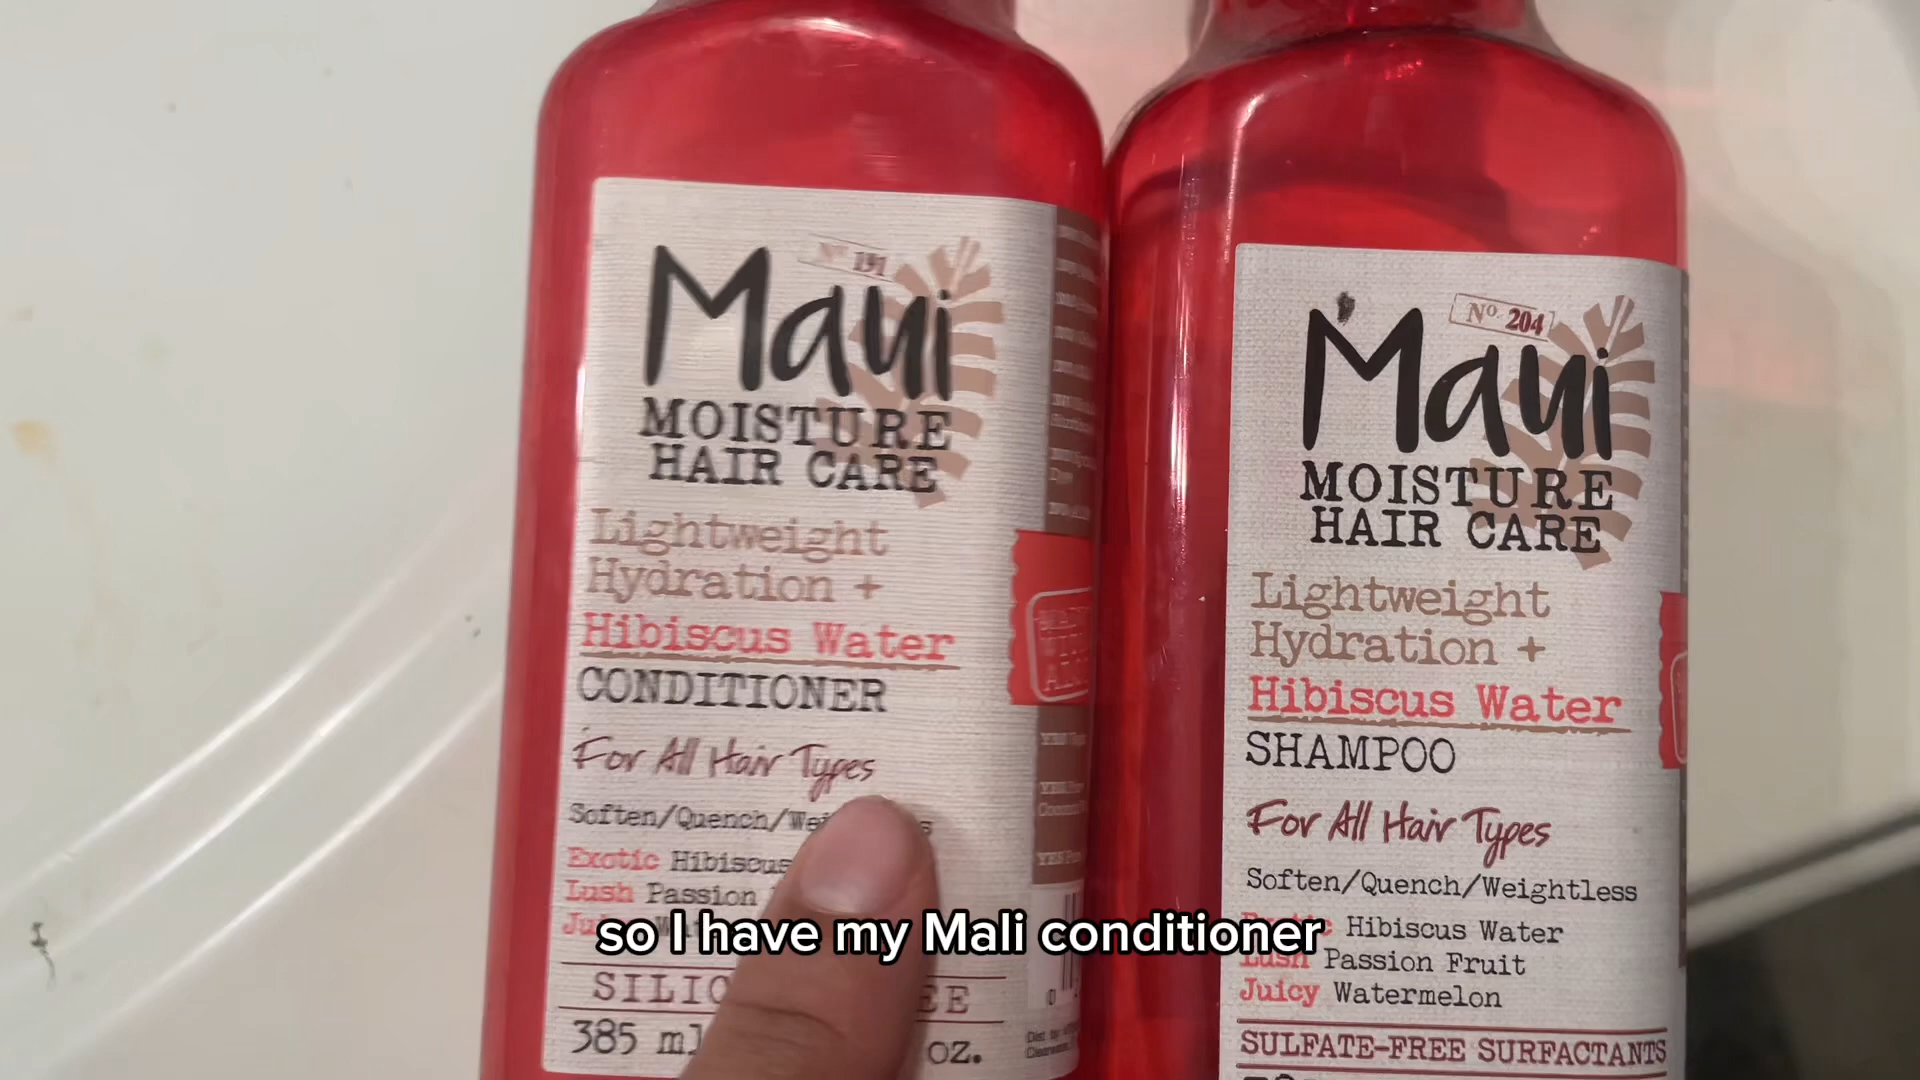 Nº 191
Maui
MOISTURE
HAIR CARE
Lightweight
Hydration +
Hibiscus Water
CONDITIONER
For All Hair Types
Soften/Quench/
Exotic Hibiscus
Lush Passion
385 ml
oz.
Nº 204
Maui
MOISTURE
HAIR CARE
Lightweight
Hydration +
Hibiscus Water
SHAMPOO
For All Hair Types
Soften/Quench/Weightless
Hibiscus Water
Lush Passion Fruit
Juicy Watermelon
SULFATE-FREE SURFACTANTS
so I have my Mali conditioner